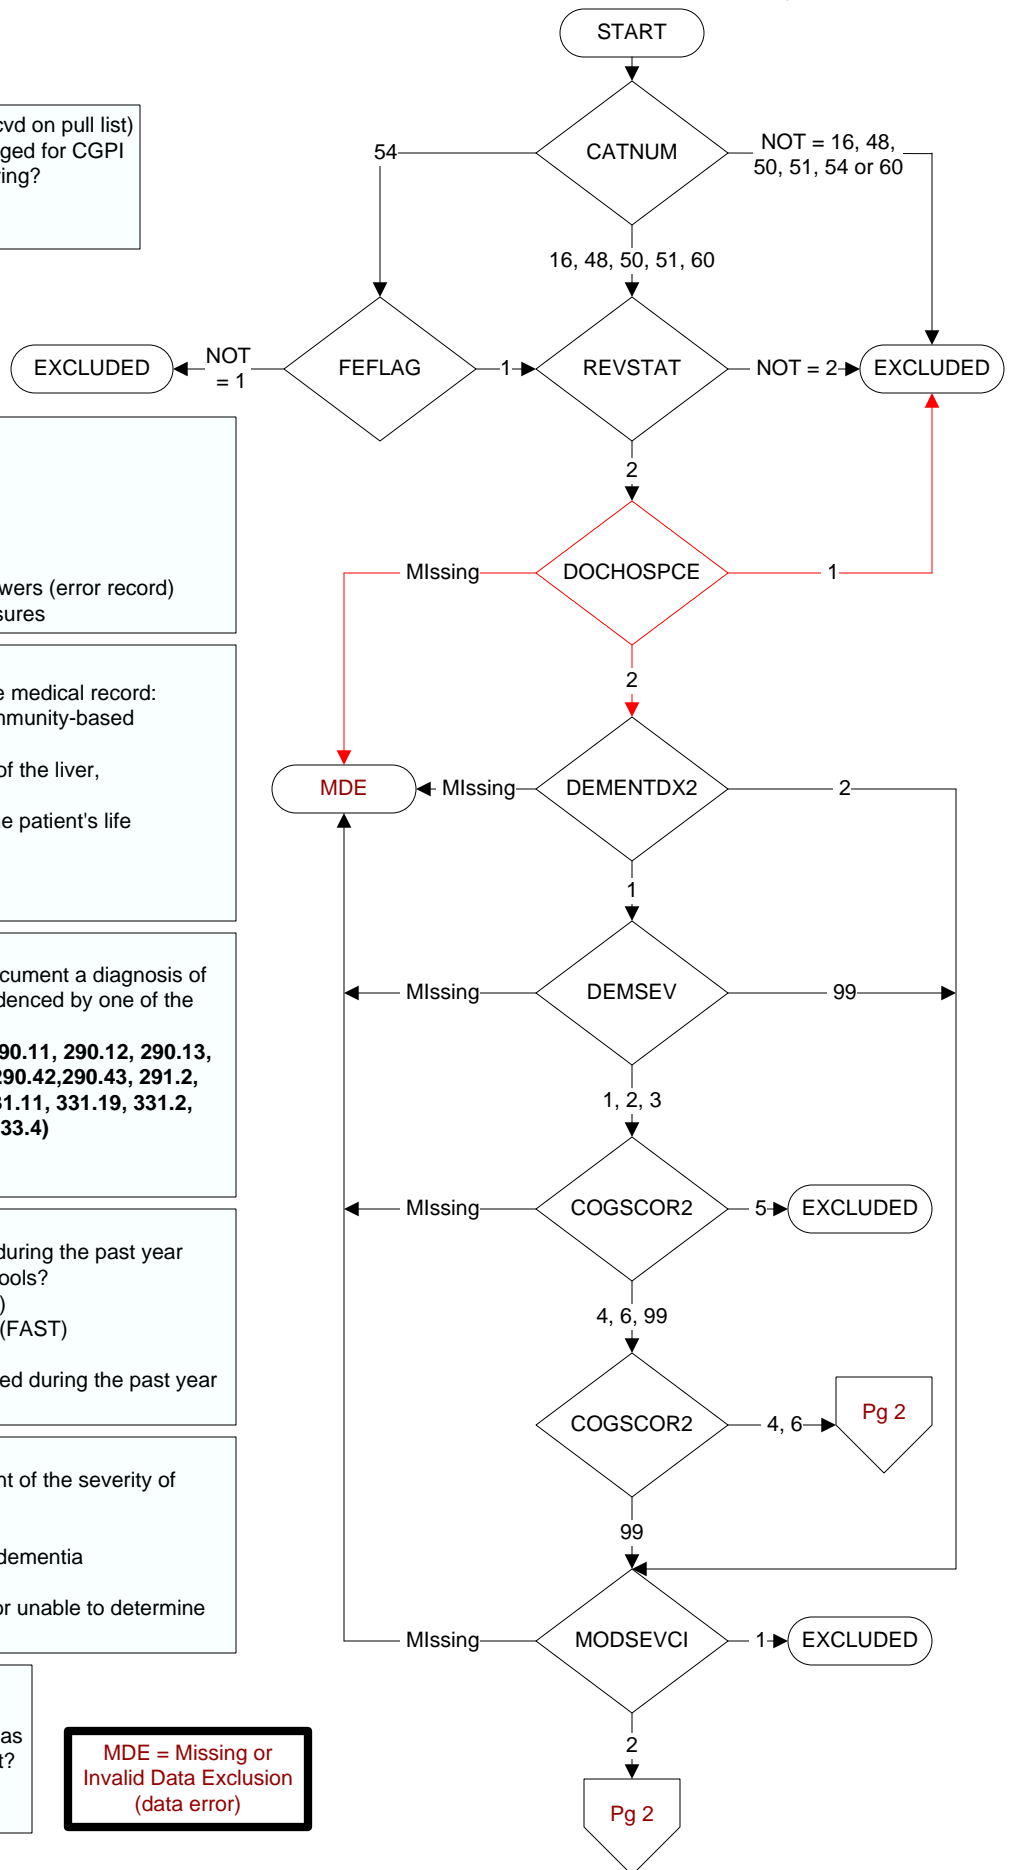 START
cvd on pull list)
ged for CGPI
ring?
CATNUM
54
NOT = 16, 48,
50, 51, 54 or 60
16, 48, 50, 51, 60
EXCLUDED
NOT
= 1
FEFLAG
1
REVSTAT
NOT = 2
EXCLUDED
2
wers (error record)
sures
MIssing
DOCHOSPCE
1
2
e medical record:
mmunity-based
of the liver,
ne patient's life
MDE
MIssing
DEMENTDX2
2
1
ocument a diagnosis of
idenced by one of the
90.11, 290.12, 290.13,
290.42,290.43, 291.2,
31.11, 331.19, 331.2,
33.4)
MIssing
DEMSEV
99
1, 2, 3
during the past year
tools?
)
(FAST)
ed during the past year
MIssing
COGSCOR2
5
EXCLUDED
4, 6, 99
COGSCOR2
4, 6
Pg 2
99
nt of the severity of
dementia
or unable to determine
MIssing
MODSEVCI
1
EXCLUDED
2
as
t?
MDE = Missing or
Invalid Data Exclusion
(data error)
Pg 2